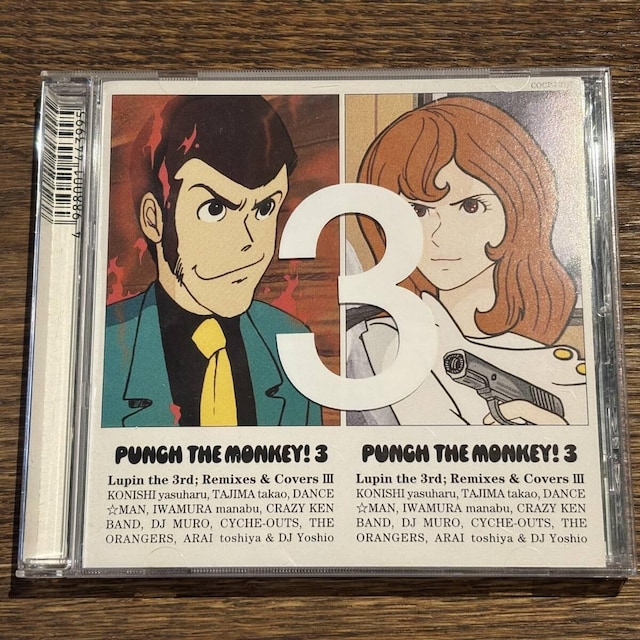 COCP-
4 988001 443995
3
PUNCH THE MONKEY! 3
Lupin the 3rd; Remixes & Covers III
KONISHI yasuharu, TAJIMA takao, DANCE
☆MAN, IWAMURA manabu, CRAZY KEN
BAND, DJ MURO, CYCHE-OUTS, THE
ORANGERS, ARAI toshiya & DJ Yoshio
PUNCH THE MONKEY! 3
Lupin the 3rd; Remixes & Covers III
KONISHI yasuharu, TAJIMA takao, DANCE
☆MAN, IWAMURA manabu, CRAZY KEN
BAND, DJ MURO, CYCHE-OUTS, THE
ORANGERS, ARAI toshiya & DJ Yoshio